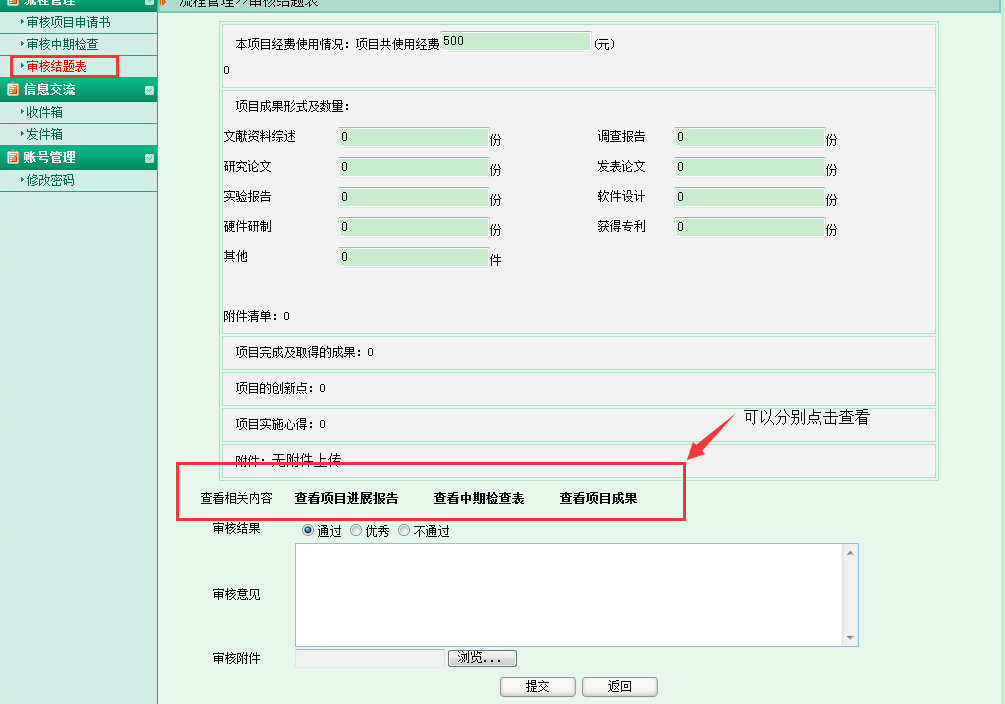 流程管理
审核项目申请书
审核中期检查
审核结题表
信息交流
收件箱
发件箱
账号管理
修改密码
流程管理>>审核结题表
本项目经费使用情况：项目共使用经费 500 (元)
0
项目成果形式及数量：
文献资料综述 0 份 调查报告 0 份
研究论文 0 份 发表论文 0 份
实验报告 0 份 软件设计 0 份
硬件研制 0 份 获得专利 0 份
其他 0 件
附件清单：0
项目完成及取得的成果：0
项目的创新点：0
项目实施心得：0
可以分别点击查看
附件：无附件上传
查看相关内容 查看项目进展报告 查看中期检查表 查看项目成果
审核结果 通过 优秀 不通过
审核意见
审核附件 浏览...
提交 返回